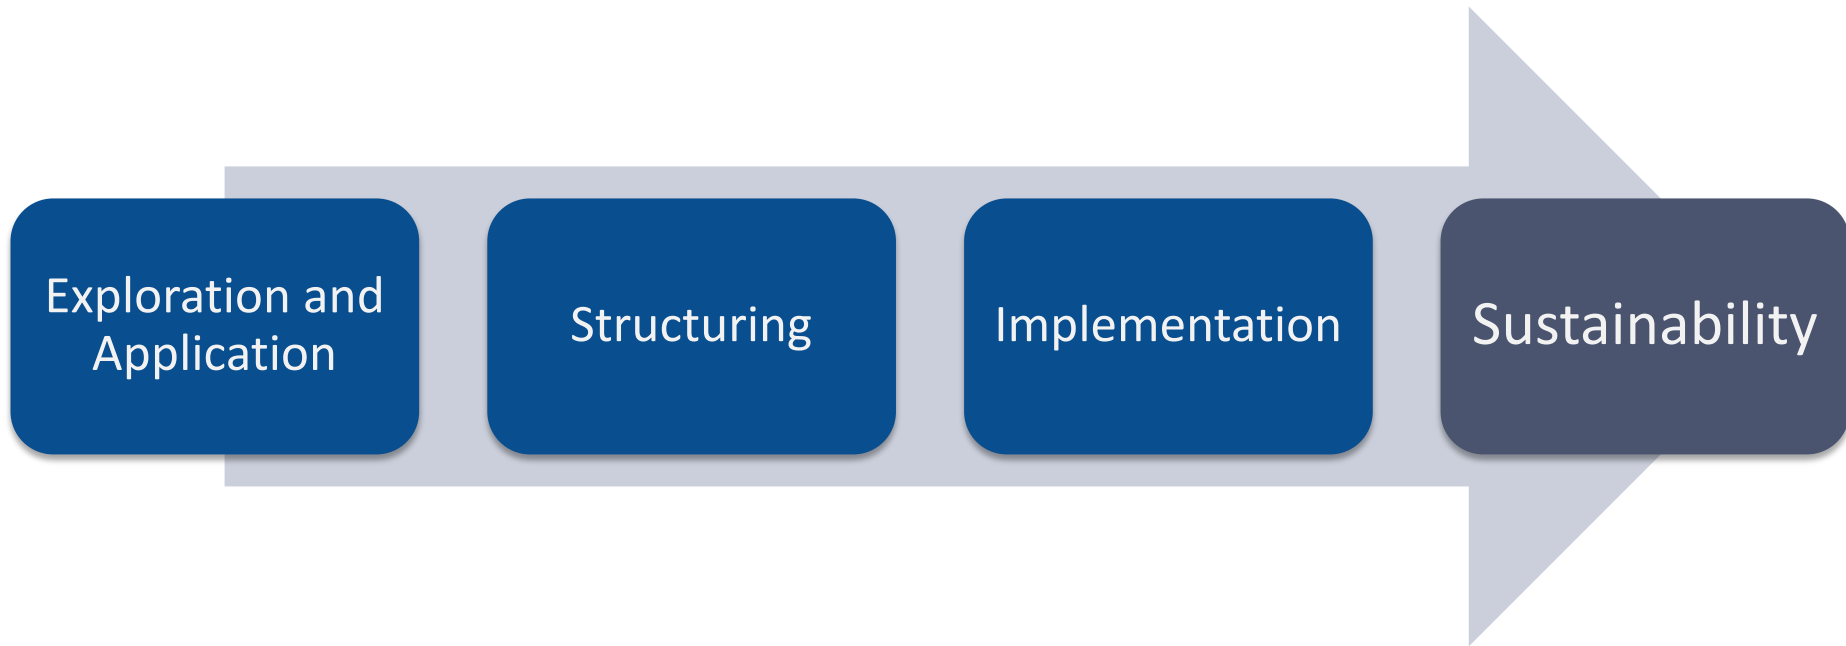 Exploration and
Application
Structuring
Implementation
Sustainability